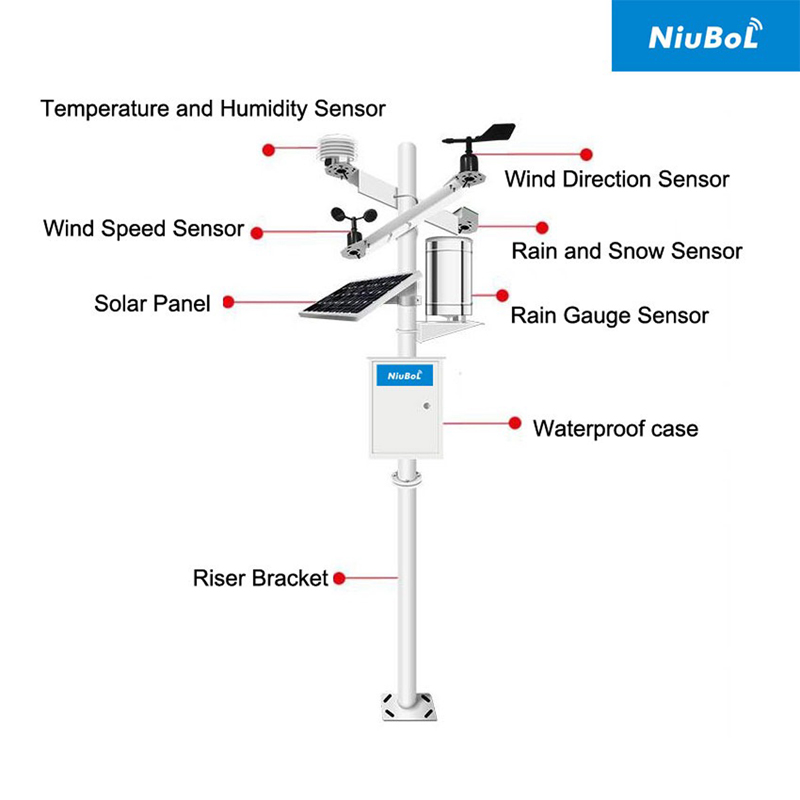 NiuBoL
Temperature and Humidity Sensor
Wind Direction Sensor
Wind Speed Sensor
Rain and Snow Sensor
Solar Panel
Rain Gauge Sensor
NiuBoL
Waterproof case
Riser Bracket